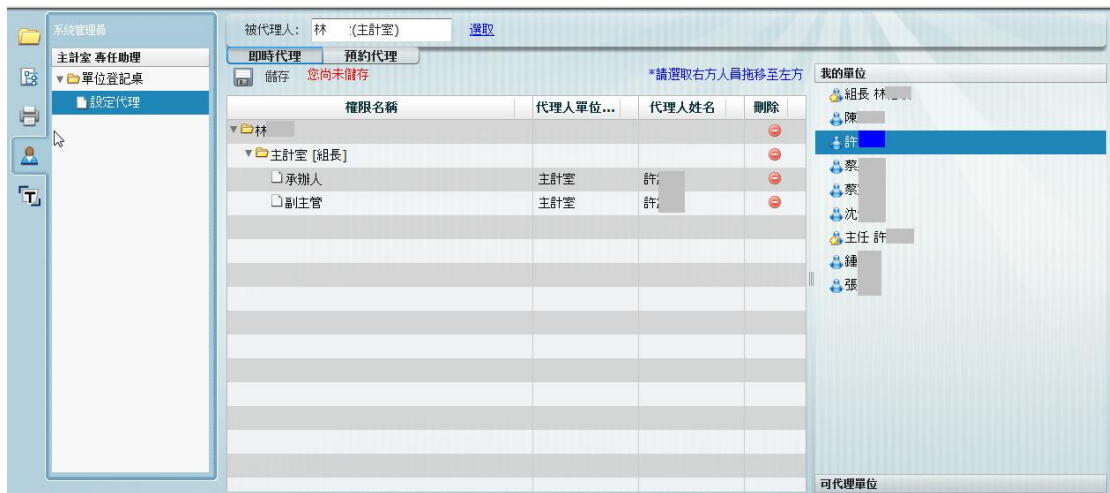 系統管理員
主計室 專任助理
單位登記桌
設定代理
被代理人: 林 :(主計室) 選取
即時代理 預約代理
儲存 您尚未儲存 *請選取右方人員拖移至左方
權限名稱 代理人單位... 代理人姓名 刪除
林
主計室 [組長]
承辦人 主計室 許
副主管 主計室 許
我的單位
組長 林
陳
許
蔡
蔡
沈
主任 許
鍾
張
可代理單位